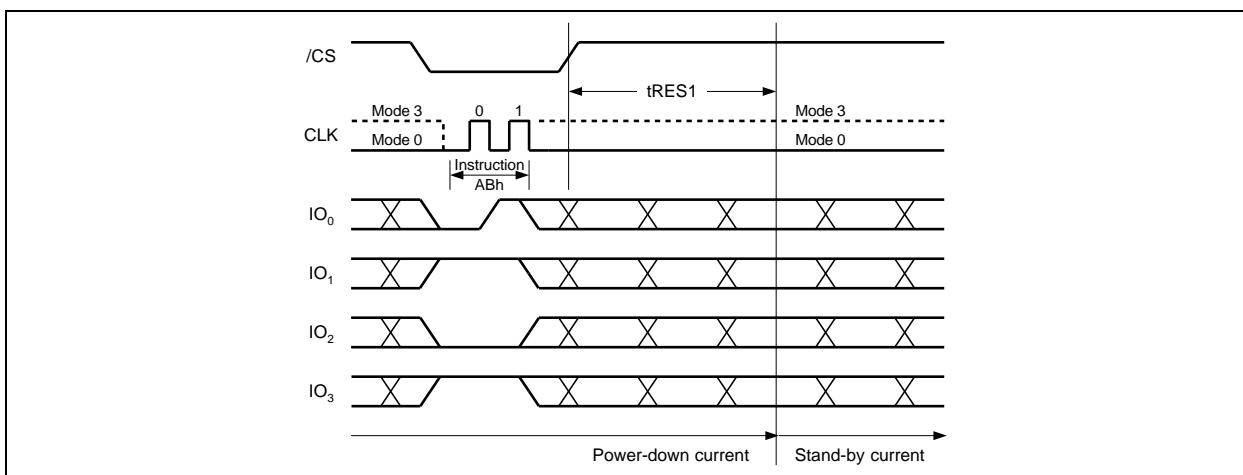 /CS
tRES1
Mode 3 0 1 Mode 3
CLK
Mode 0 Mode 0
Instruction
ABh
IO₀
IO₁
IO₂
IO₃
Power-down current Stand-by current